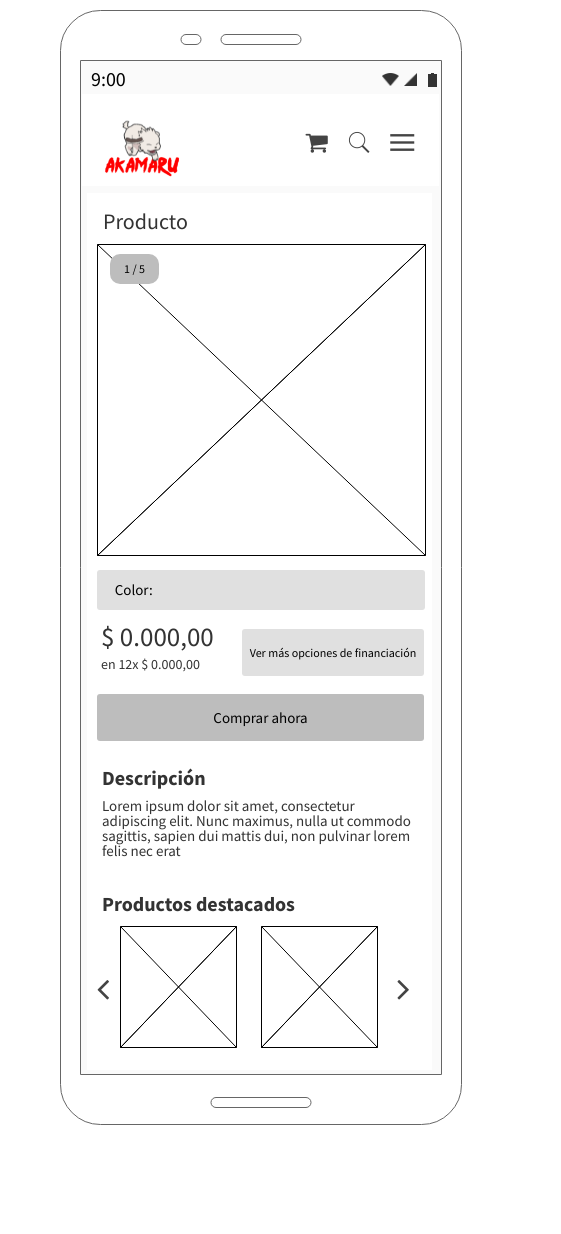 9:00
AKAMARU
Producto
1 / 5
Color:
$ 0.000,00
en 12x $ 0.000,00
Ver más opciones de financiación
Comprar ahora
Descripción
Lorem ipsum dolor sit amet, consectetur
adipiscing elit. Nunc maximus, nulla ut commodo
sagittis, sapien dui mattis dui, non pulvinar lorem
felis nec erat
Productos destacados